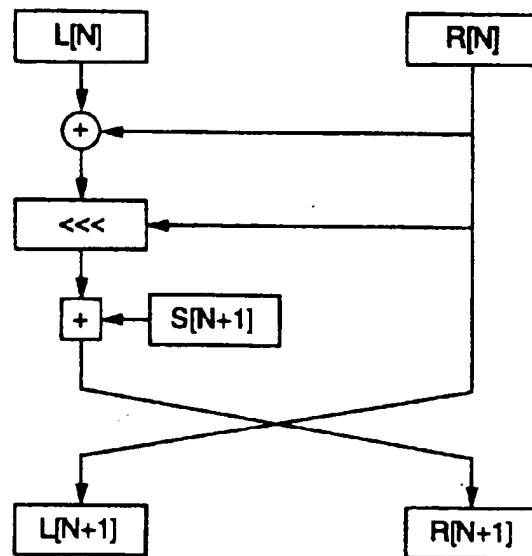 L[N]
R[N]
+
<<<
+
S[N+1]
L[N+1]
R[N+1]